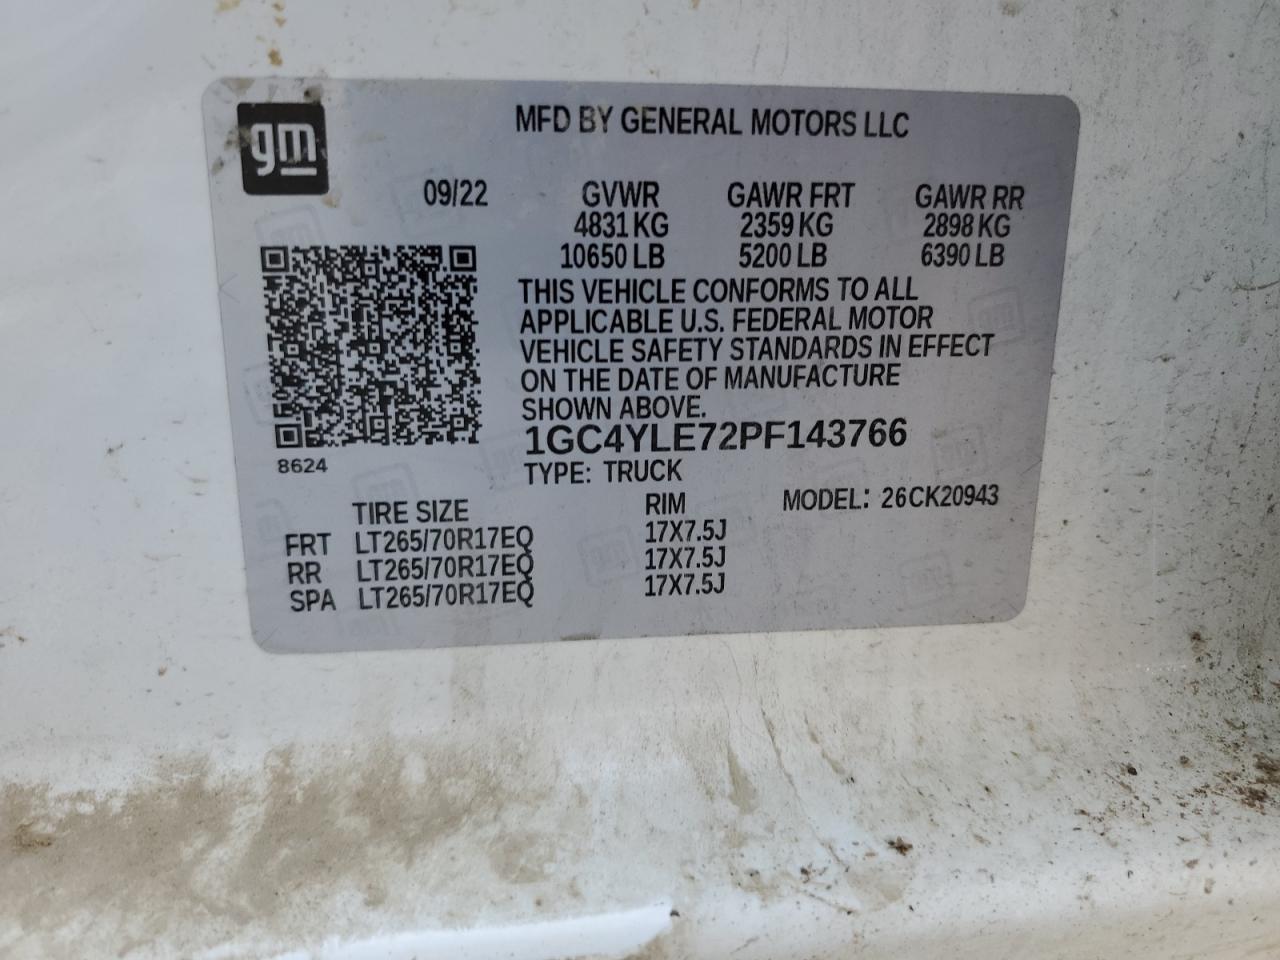 gm
MFD BY GENERAL MOTORS LLC
09/22 GVWR GAWR FRT GAWR RR
4831 KG 2359 KG 2898 KG
10650 LB 5200 LB 6390 LB
THIS VEHICLE CONFORMS TO ALL
APPLICABLE U.S. FEDERAL MOTOR
VEHICLE SAFETY STANDARDS IN EFFECT
ON THE DATE OF MANUFACTURE
SHOWN ABOVE.
1GC4YLE72PF143766
8624
TYPE: TRUCK
TIRE SIZE RIM MODEL: 26CK20943
FRT LT265/70R17EQ 17X7.5J
RR LT265/70R17EQ 17X7.5J
SPA LT265/70R17EQ 17X7.5J